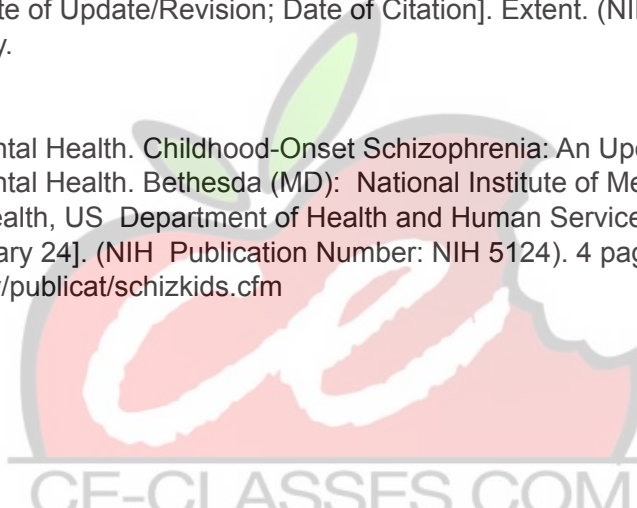 te of Update/Revision; Date of Citation]. Extent. (NI
y.
ntal Health. Childhood-Onset Schizophrenia: An Up
ntal Health. Bethesda (MD): National Institute of Me
ealth, US Department of Health and Human Service
ary 24]. (NIH Publication Number: NIH 5124). 4 pag
/publicat/schizkids.cfm
ce
CE-CLASSES.COM